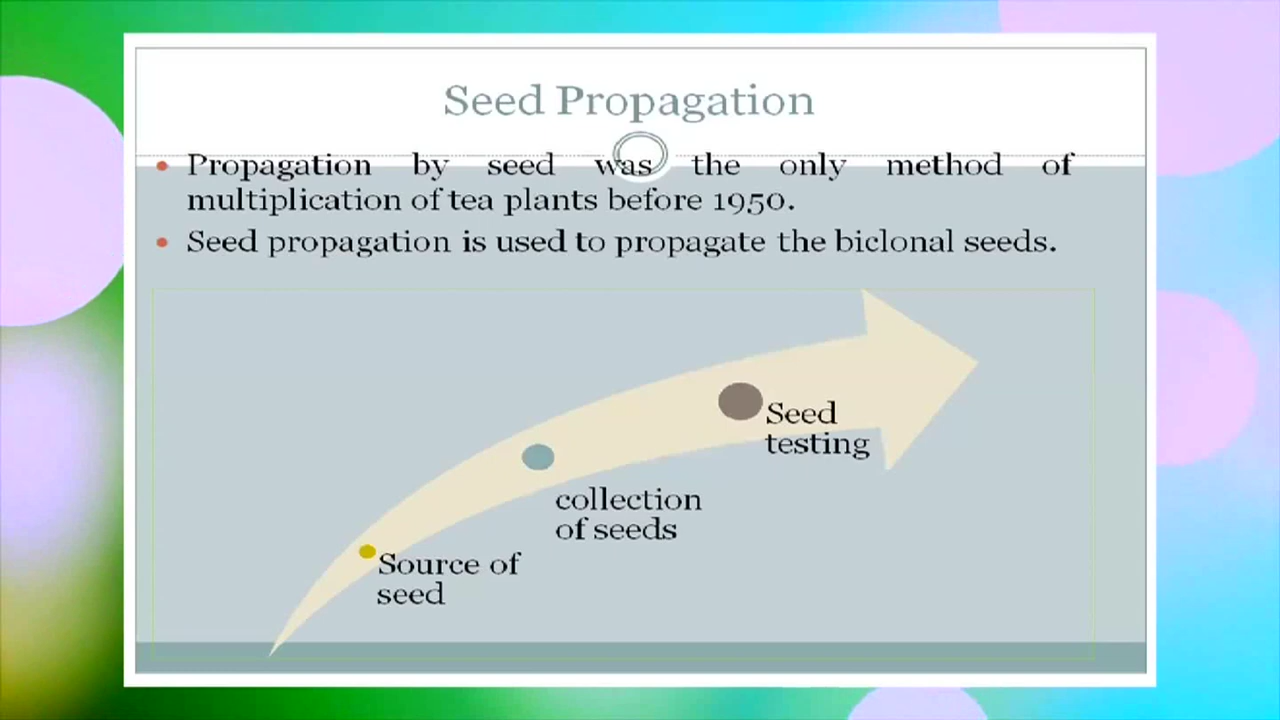 Seed Propagation
Propagation by seed was the only method of
multiplication of tea plants before 1950.
Seed propagation is used to propagate the biclonal seeds.
Seed
testing
collection
of seeds
Source of
seed